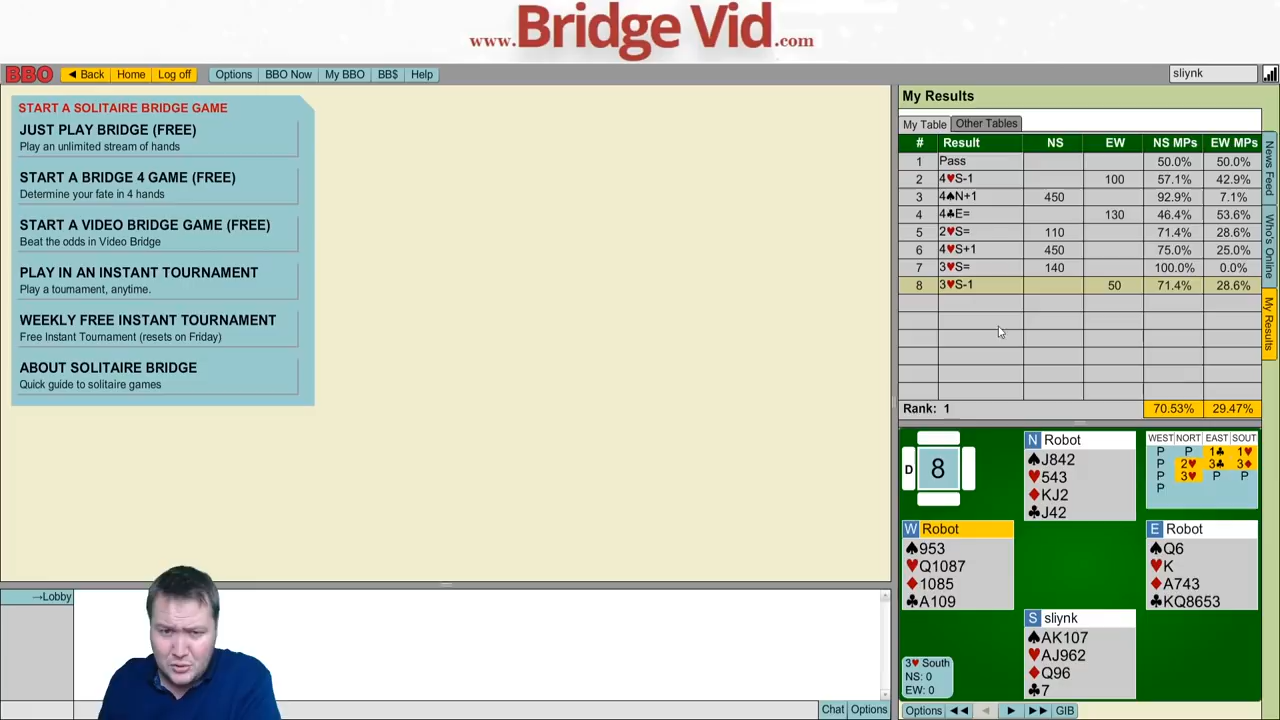 www.Bridge Vid.com
BBO ◄ Back Home Log off Options BBO Now My BBO BB$ Help sliynk
START A SOLITAIRE BRIDGE GAME
JUST PLAY BRIDGE (FREE)
Play an unlimited stream of hands
START A BRIDGE 4 GAME (FREE)
Determine your fate in 4 hands
START A VIDEO BRIDGE GAME (FREE)
Beat the odds in Video Bridge
PLAY IN AN INSTANT TOURNAMENT
Play a tournament, anytime.
WEEKLY FREE INSTANT TOURNAMENT
Free Instant Tournament (resets on Friday)
ABOUT SOLITAIRE BRIDGE
Quick guide to solitaire games
→Lobby
Chat Options
My Results
My Table Other Tables
# Result NS EW NS MPs EW MPs
1 Pass 50.0% 50.0%
2 4♥S-1 100 57.1% 42.9%
3 4♠N+1 450 92.9% 7.1%
4 4♣E= 130 46.4% 53.6%
5 2♥S= 110 71.4% 28.6%
6 4♥S+1 450 75.0% 25.0%
7 3♥S= 140 100.0% 0.0%
8 3♥S-1 50 71.4% 28.6%
Rank: 1 70.53% 29.47%
News Feed
Who's Online
My Results
D 8
N Robot
♠J842
♥543
♦KJ2
♣J42
WEST NORT EAST SOUT
P P 1♣ 1♥
P 2♥ 3♣ 3♦
P 3♥ P P
P
W Robot
♠953
♥Q1087
♦1085
♣A109
E Robot
♠Q6
♥K
♦A743
♣KQ8653
S sliynk
♠AK107
♥AJ962
♦Q96
♣7
3♥ South
NS: 0
EW: 0
Options ◄◄ ◄ ► ►► GIB